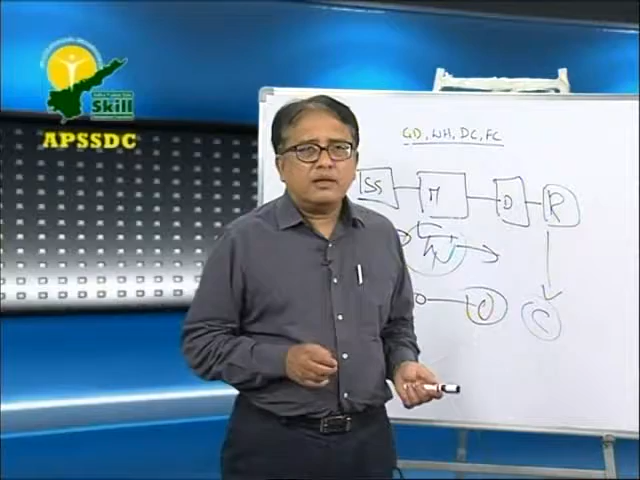 Skill
APSSDC
GD, WH, DC, FC
SS M D R
C